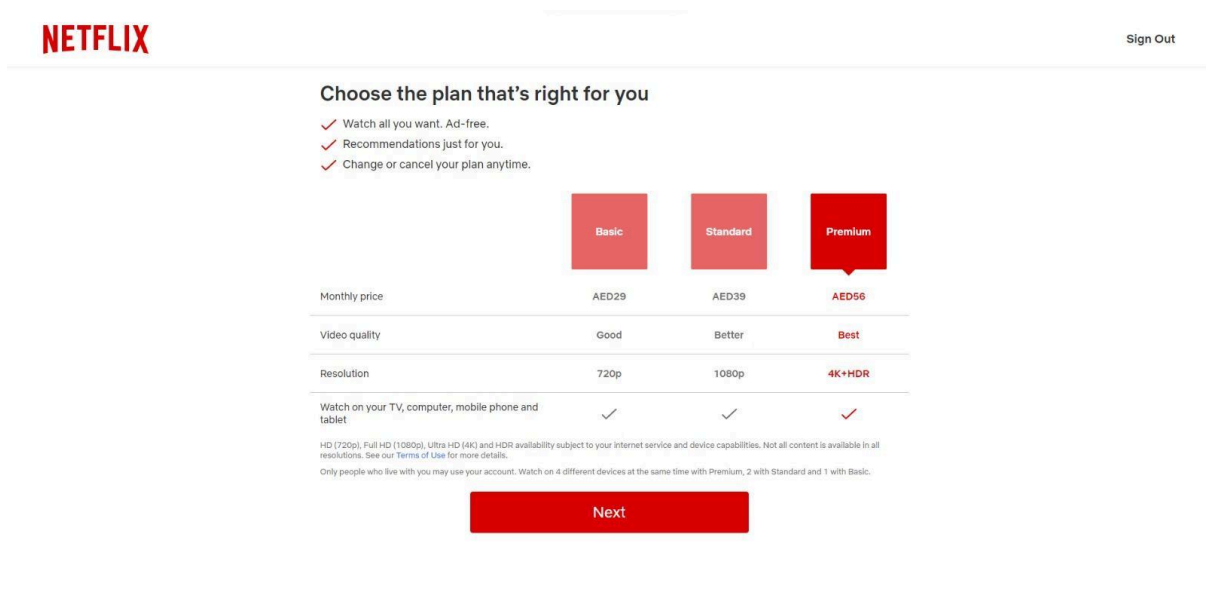 NETFLIX
Sign Out
Choose the plan that’s right for you
Watch all you want. Ad-free.
Recommendations just for you.
Change or cancel your plan anytime.
Basic Standard Premium
Monthly price AED29 AED39 AED56
Video quality Good Better Best
Resolution 720p 1080p 4K+HDR
Watch on your TV, computer, mobile phone and
tablet
HD (720p), Full HD (1080p), Ultra HD (4K) and HDR availability subject to your internet service and device capabilities. Not all content is available in all
resolutions. See our Terms of Use for more details.
Only people who live with you may use your account. Watch on 4 different devices at the same time with Premium, 2 with Standard and 1 with Basic.
Next